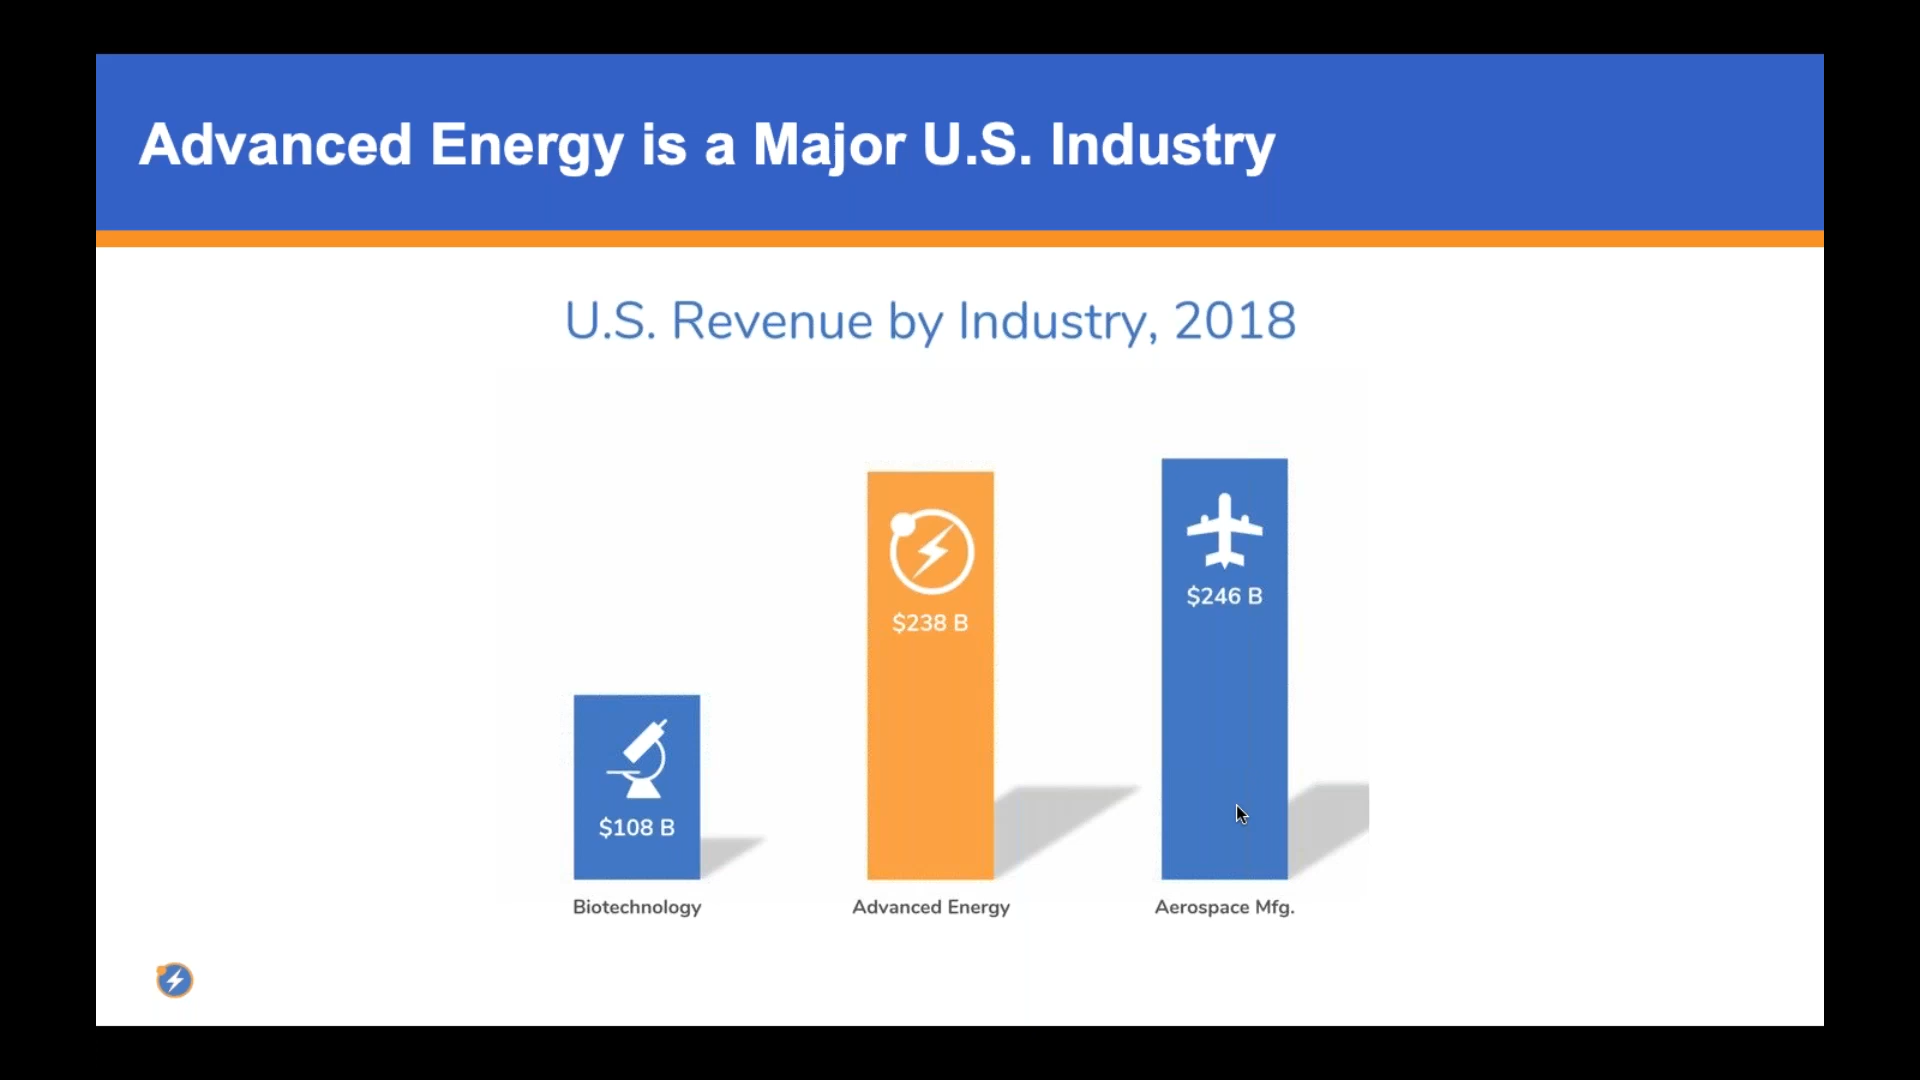 Advanced Energy is a Major U.S. Industry
U.S. Revenue by Industry, 2018
$246 B
$238 B
$108 B
Biotechnology
Advanced Energy
Aerospace Mfg.